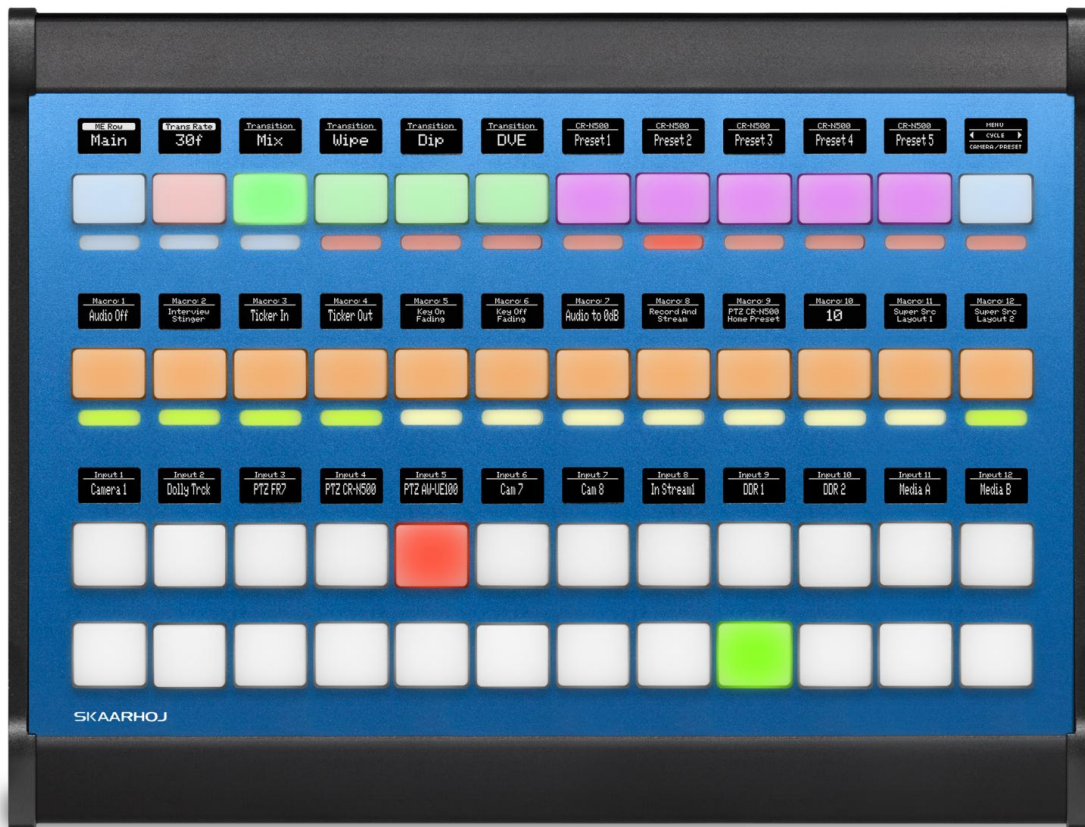 ME Row
Main
Trans Rate
30f
Transition
Mix
Transition
Wipe
Transition
Dip
Transition
DVE
CR-N500
Preset 1
CR-N500
Preset 2
CR-N500
Preset 3
CR-N500
Preset 4
CR-N500
Preset 5
MENU
CYCLE
CAMERA/PRESET
Macro 1
Audio Off
Macro 2
Interview
Stinger
Macro 3
Ticker In
Macro 4
Ticker Out
Macro 5
Key On
Fading
Macro 6
Key Off
Fading
Macro 7
Audio to 0dB
Macro 8
Record And
Stream
Macro 9
PTZ CR-N500
Home Preset
Macro 10
10
Macro 11
Super Src
Layout 1
Macro 12
Super Src
Layout 2
Input 1
Camera 1
Input 2
Dolly Trck
Input 3
PTZ FR7
Input 4
PTZ CR-N500
Input 5
PTZ AW-UE100
Input 6
Cam 7
Input 7
Cam 8
Input 8
In Stream1
Input 9
DDR 1
Input 10
DDR 2
Input 11
Media A
Input 12
Media B
SKAARHOJ